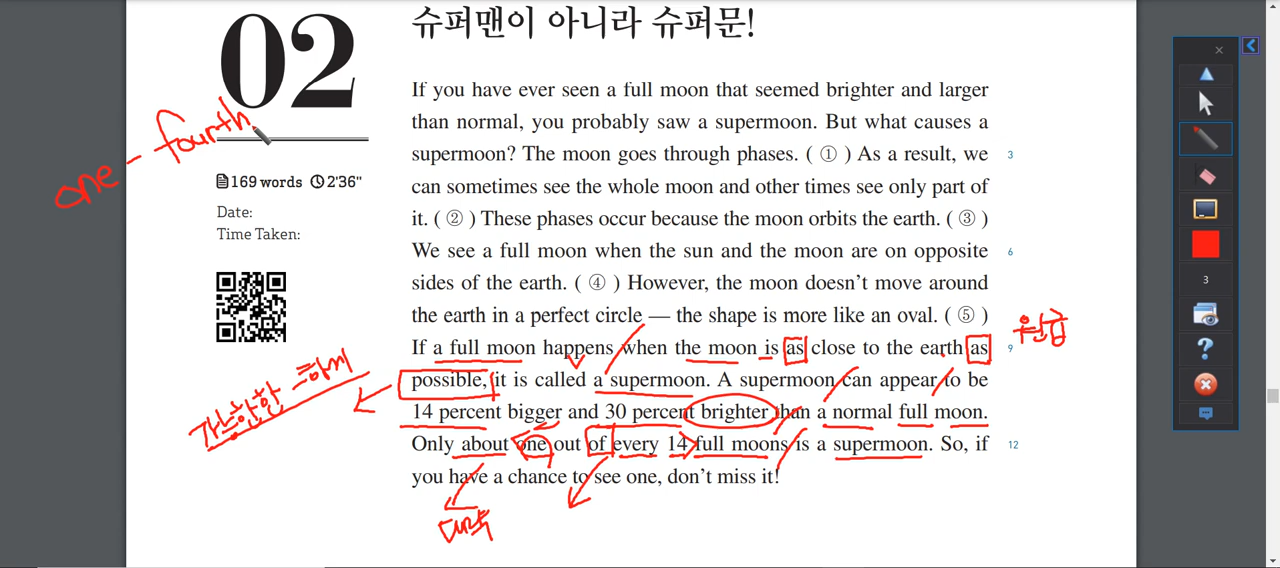 02
슈퍼맨이 아니라 슈퍼문!
one-fourth
169 words 2'36"
Date:
Time Taken:
If you have ever seen a full moon that seemed brighter and larger
than normal, you probably saw a supermoon. But what causes a
supermoon? The moon goes through phases. ( ① ) As a result, we 3
can sometimes see the whole moon and other times see only part of
it. ( ② ) These phases occur because the moon orbits the earth. ( ③ )
We see a full moon when the sun and the moon are on opposite 6
sides of the earth. ( ④ ) However, the moon doesn't move around
the earth in a perfect circle — the shape is more like an oval. ( ⑤ )
원급
If a full moon happens when the moon is as close to the earth as 9
possible, it is called a supermoon. A supermoon can appear to be
14 percent bigger and 30 percent brighter than a normal full moon.
Only about one out of every 14 full moons is a supermoon. So, if 12
you have a chance to see one, don't miss it!
가능한한
대략
3
?